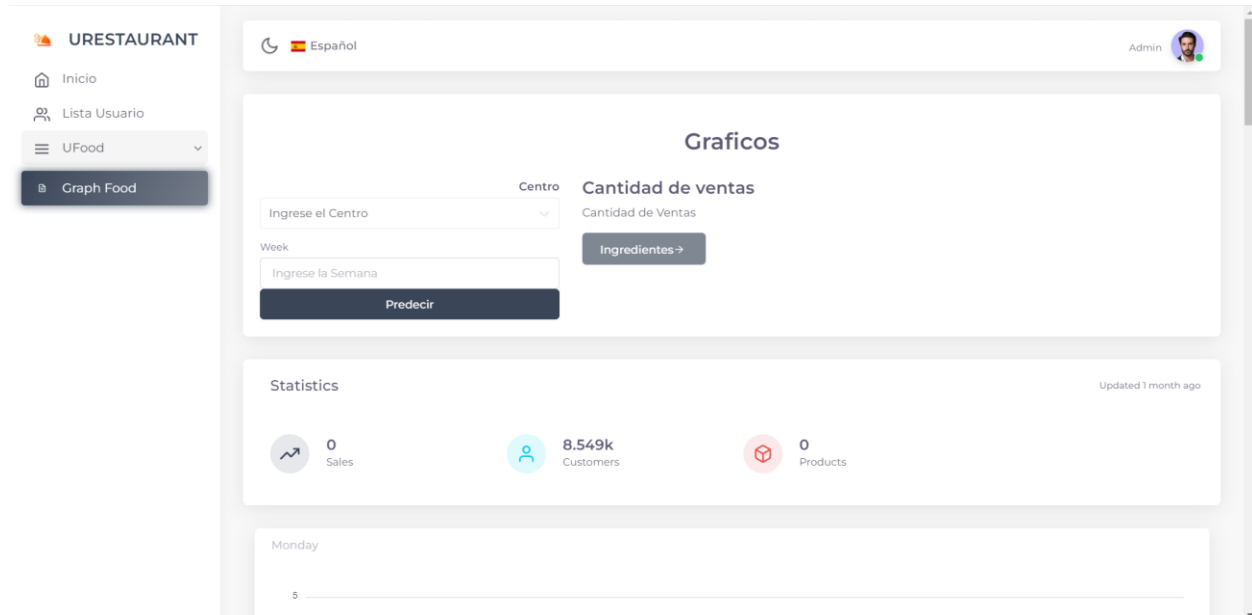 URESTAURANT
Inicio
Lista Usuario
UFood
Graph Food
Español
Admin
Graficos
Centro
Ingrese el Centro
Week
Ingrese la Semana
Predecir
Cantidad de ventas
Cantidad de Ventas
Ingredientes→
Statistics
Updated 1 month ago
0
Sales
8.549k
Customers
0
Products
Monday
5